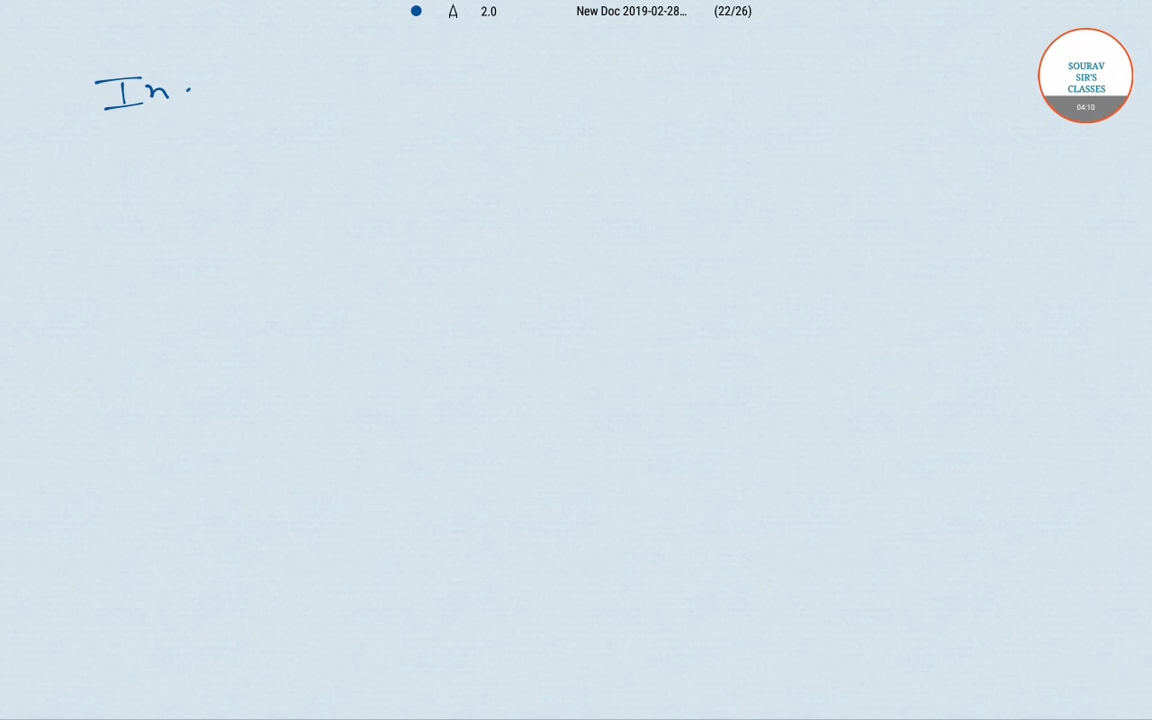 2.0 New Doc 2019-02-28... (22/26)
In.
SOURAV
SIR'S
CLASSES
04:10